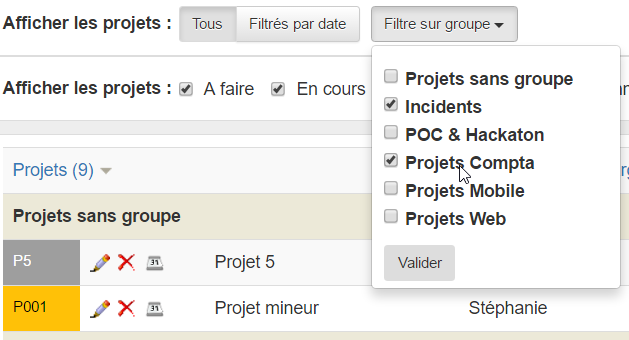 Afficher les projets : Tous Filtrés par date Filtre sur groupe
Afficher les projets : A faire En cours
Projets sans groupe
Incidents
POC & Hackaton
Projets Compta
Projets Mobile
Projets Web
Valider
Projets (9)
Projets sans groupe
P5 31 Projet 5
P001 31 Projet mineur Stéphanie